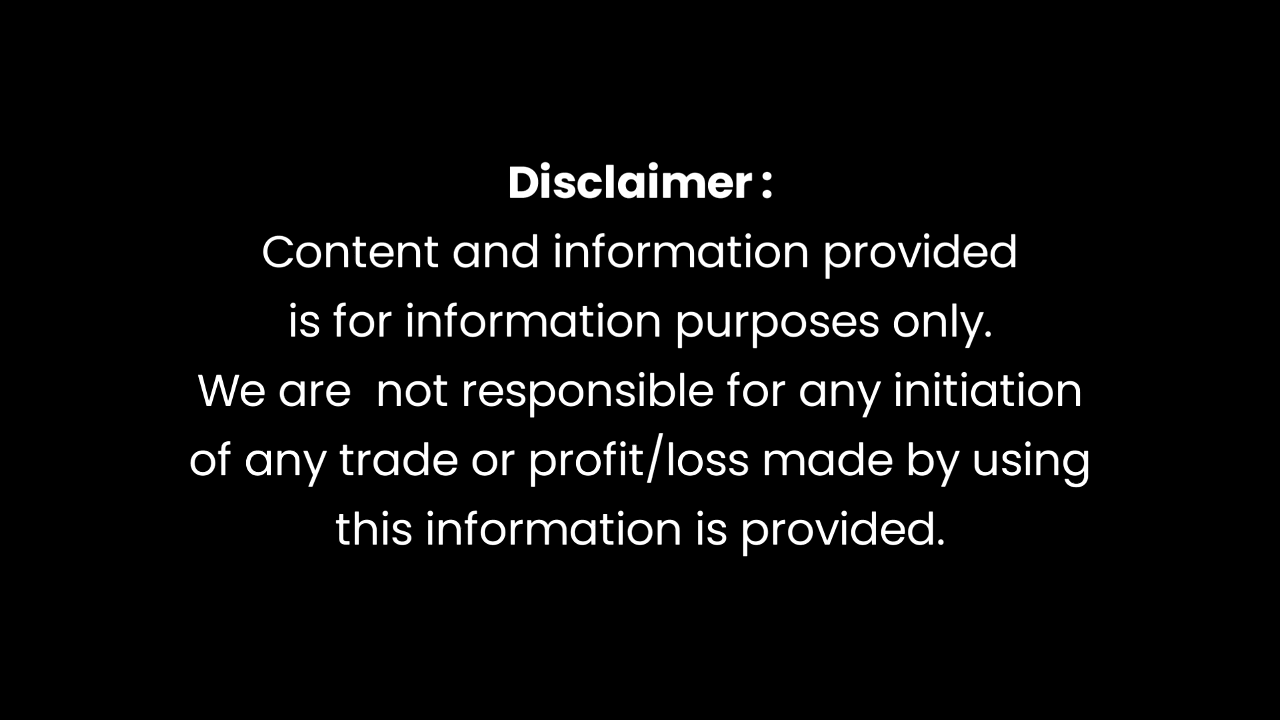 Disclaimer :
Content and information provided
is for information purposes only.
We are  not responsible for any initiation
of any trade or profit/loss made by using
this information is provided.